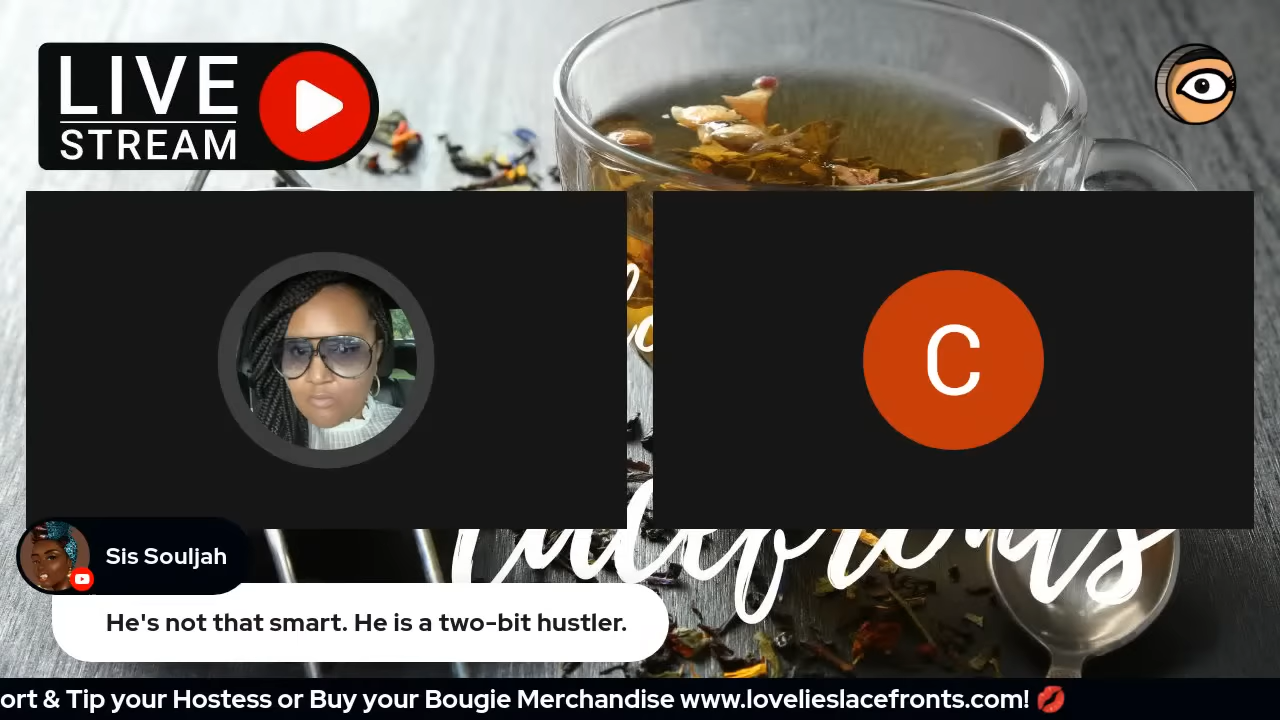 LIVE
STREAM
C
Lacefronts
Sis Souljah
He's not that smart. He is a two-bit hustler.
ort & Tip your Hostess or Buy your Bougie Merchandise www.lovelieslacefronts.com! 💋